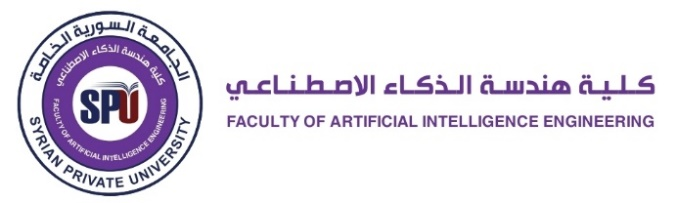 الجامعة السورية الخاصة
كلية هندسة الذكاء الاصطناعي
SPU
FACULTY OF ARTIFICIAL INTELLIGENCE ENGINEERING
SYRIAN PRIVATE UNIVERSITY
كلية هندسة الذكاء الاصطناعي
FACULTY OF ARTIFICIAL INTELLIGENCE ENGINEERING